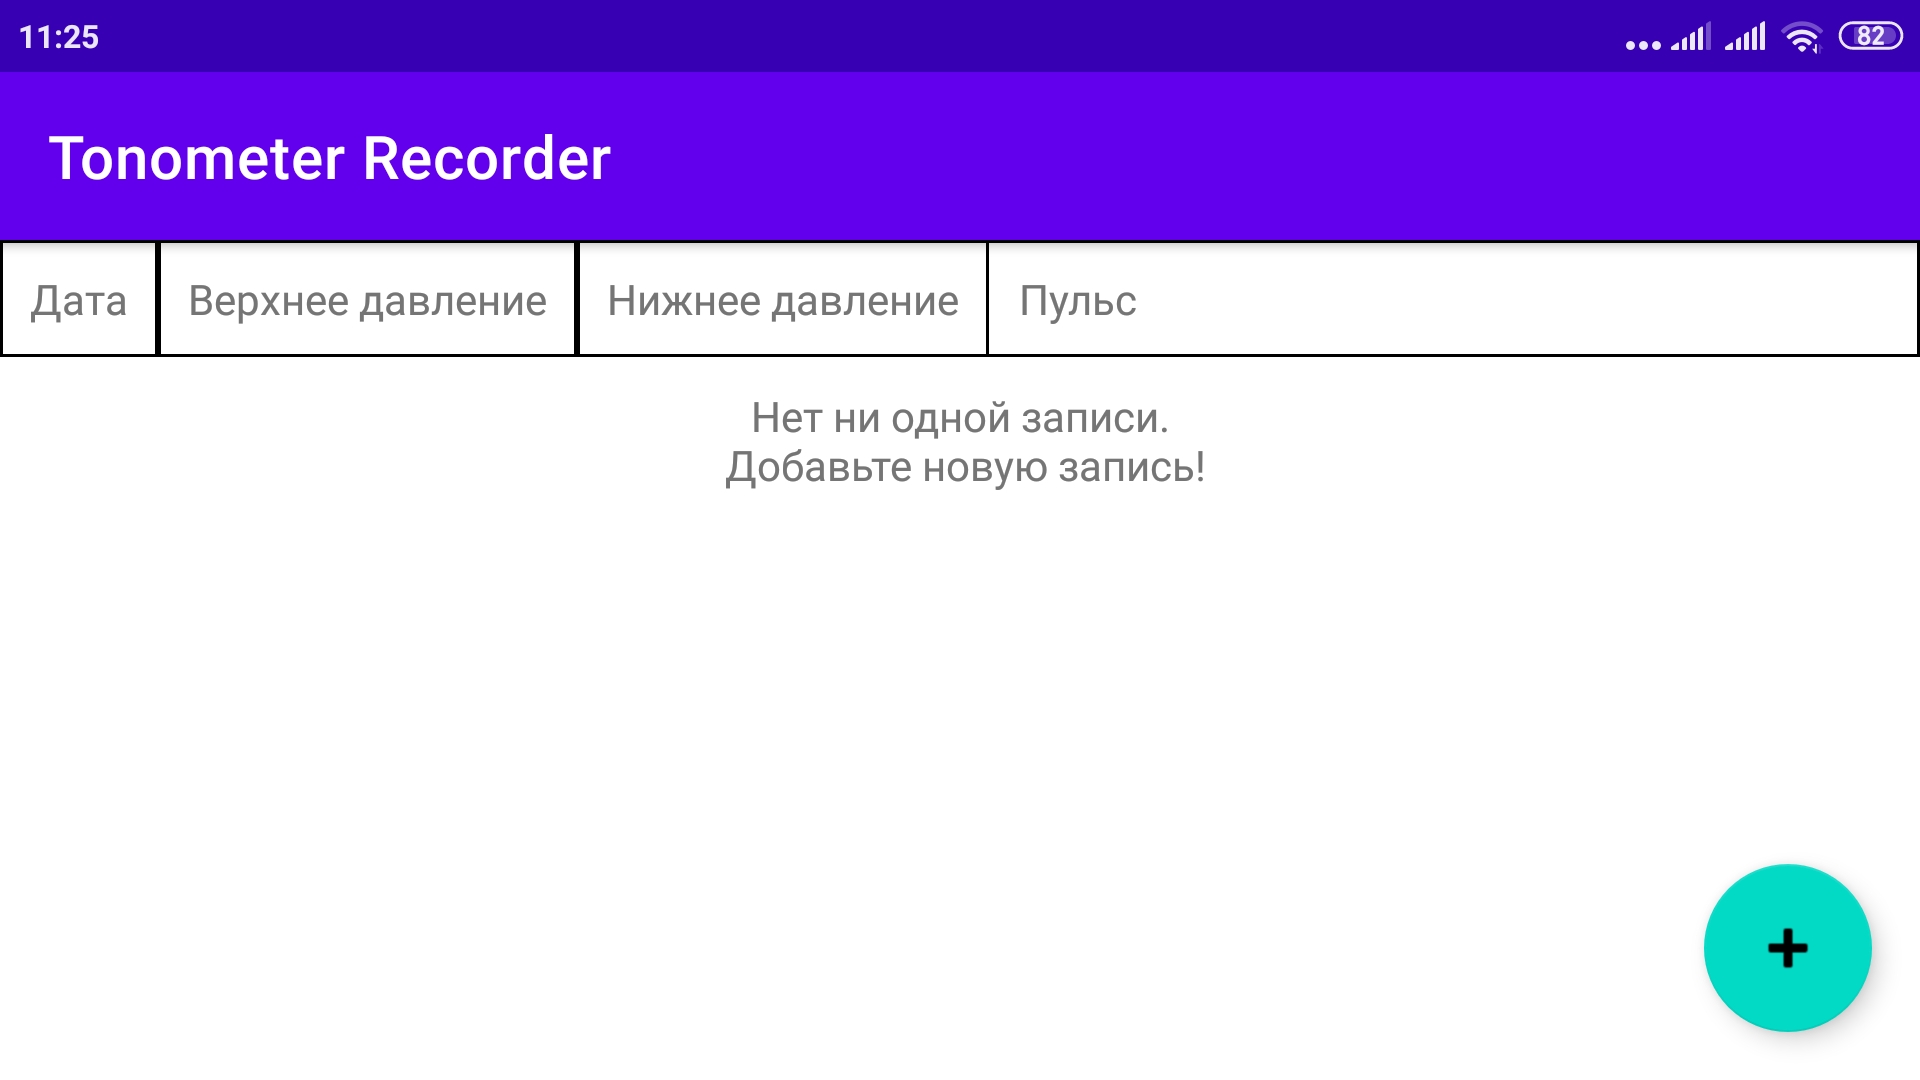 11:25 82
Tonometer Recorder
Дата Верхнее давление Нижнее давление Пульс
Нет ни одной записи.
Добавьте новую запись!